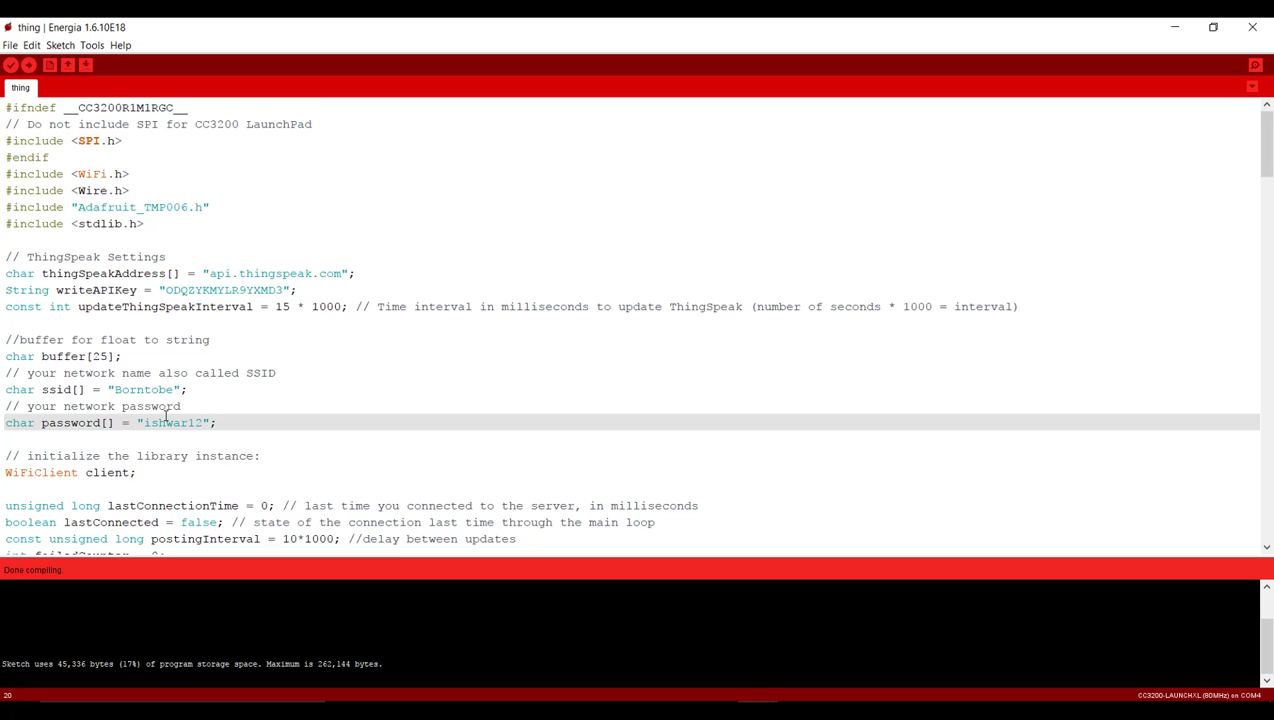 thing | Energia 1.6.10E18
File Edit Sketch Tools Help
thing
#ifndef __CC3200R1M1RGC__
// Do not include SPI for CC3200 LaunchPad
#include <SPI.h>
#endif
#include <WiFi.h>
#include <Wire.h>
#include "Adafruit_TMP006.h"
#include <stdlib.h>
// ThingSpeak Settings
char thingSpeakAddress[] = "api.thingspeak.com";
String writeAPIKey = "ODQZYKMYLR9YXMD3";
const int updateThingSpeakInterval = 15 * 1000; // Time interval in milliseconds to update ThingSpeak (number of seconds * 1000 = interval)
//buffer for float to string
char buffer[25];
// your network name also called SSID
char ssid[] = "Borntobe";
// your network password
char password[] = "ishwar12";
// initialize the library instance:
WiFiClient client;
unsigned long lastConnectionTime = 0; // last time you connected to the server, in milliseconds
boolean lastConnected = false; // state of the connection last time through the main loop
const unsigned long postingInterval = 10*1000; //delay between updates
int failedCounter = 0;
Done compiling.
Sketch uses 45,336 bytes (17%) of program storage space. Maximum is 262,144 bytes.
20 CC3200-LAUNCHXL (80MHz) on COM4